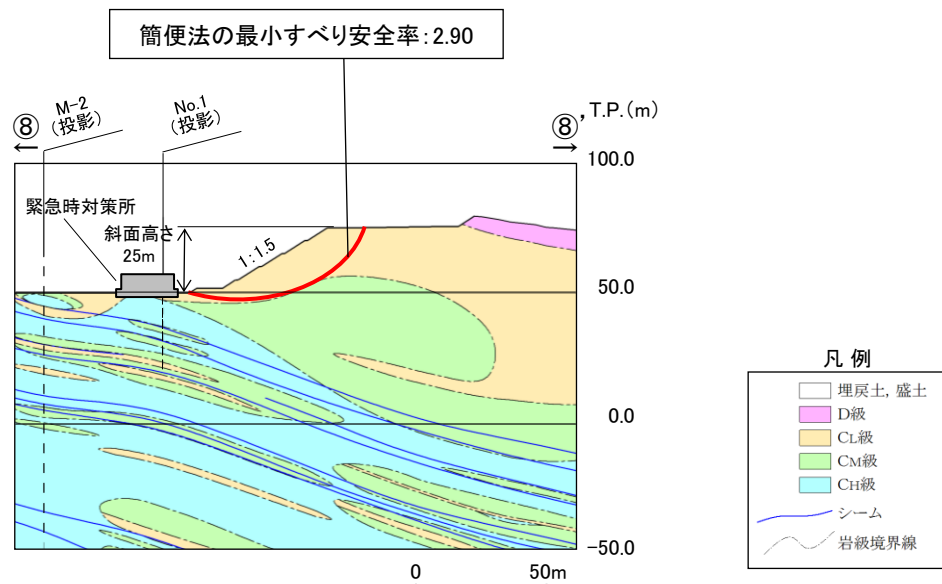 簡便法の最小すべり安全率：2.90
M-2
（投影）
No.1
（投影）
⑧
⑧’
T.P.（m）
←
→
100.0
緊急時対策所
斜面高さ
25m
1：1.5
50.0
0.0
-50.0
0
50m
凡 例
埋戻土，盛土
D級
CL級
CM級
CH級
シーム
岩級境界線